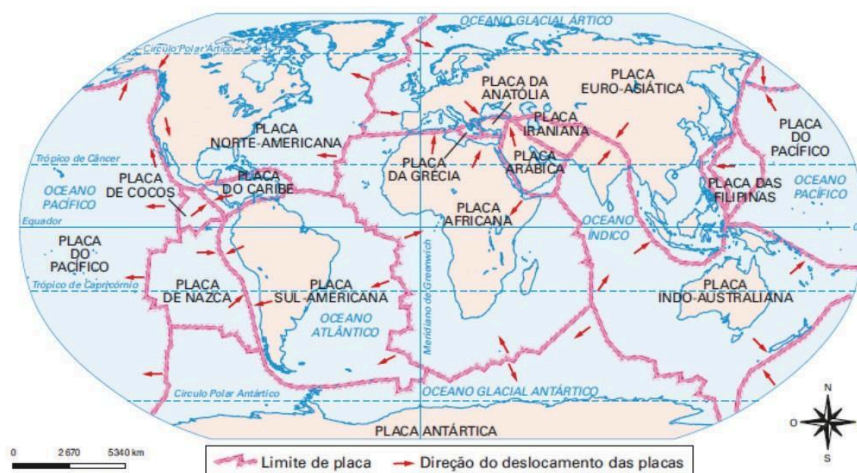 OCEANO GLACIAL ÁRTICO
0°
Círculo Polar Ártico
PLACA
NORTE-AMERICANA
PLACA DA
ANATÓLIA
PLACA
EURO-ASIÁTICA
PLACA
IRANIANA
PLACA
DO
PACÍFICO
Trópico de Câncer
PLACA
DA GRÉCIA
PLACA
ARÁBICA
PLACA
DE COCOS
PLACA
DO CARIBE
OCEANO
PACÍFICO
PLACA DAS
FILIPINAS
OCEANO
PACÍFICO
PLACA
AFRICANA
OCEANO
ÍNDICO
Equador
0°
PLACA
DO
PACÍFICO
Trópico de Capricórnio
PLACA
DE NAZCA
PLACA
SUL-AMERICANA
OCEANO
ATLÂNTICO
Meridiano de Greenwich
PLACA
INDO-AUSTRALIANA
Círculo Polar Antártico
OCEANO GLACIAL ANTÁRTICO
PLACA ANTÁRTICA
N
O
L
S
0 2 670 5 340 km
Limite de placa
Direção do deslocamento das placas